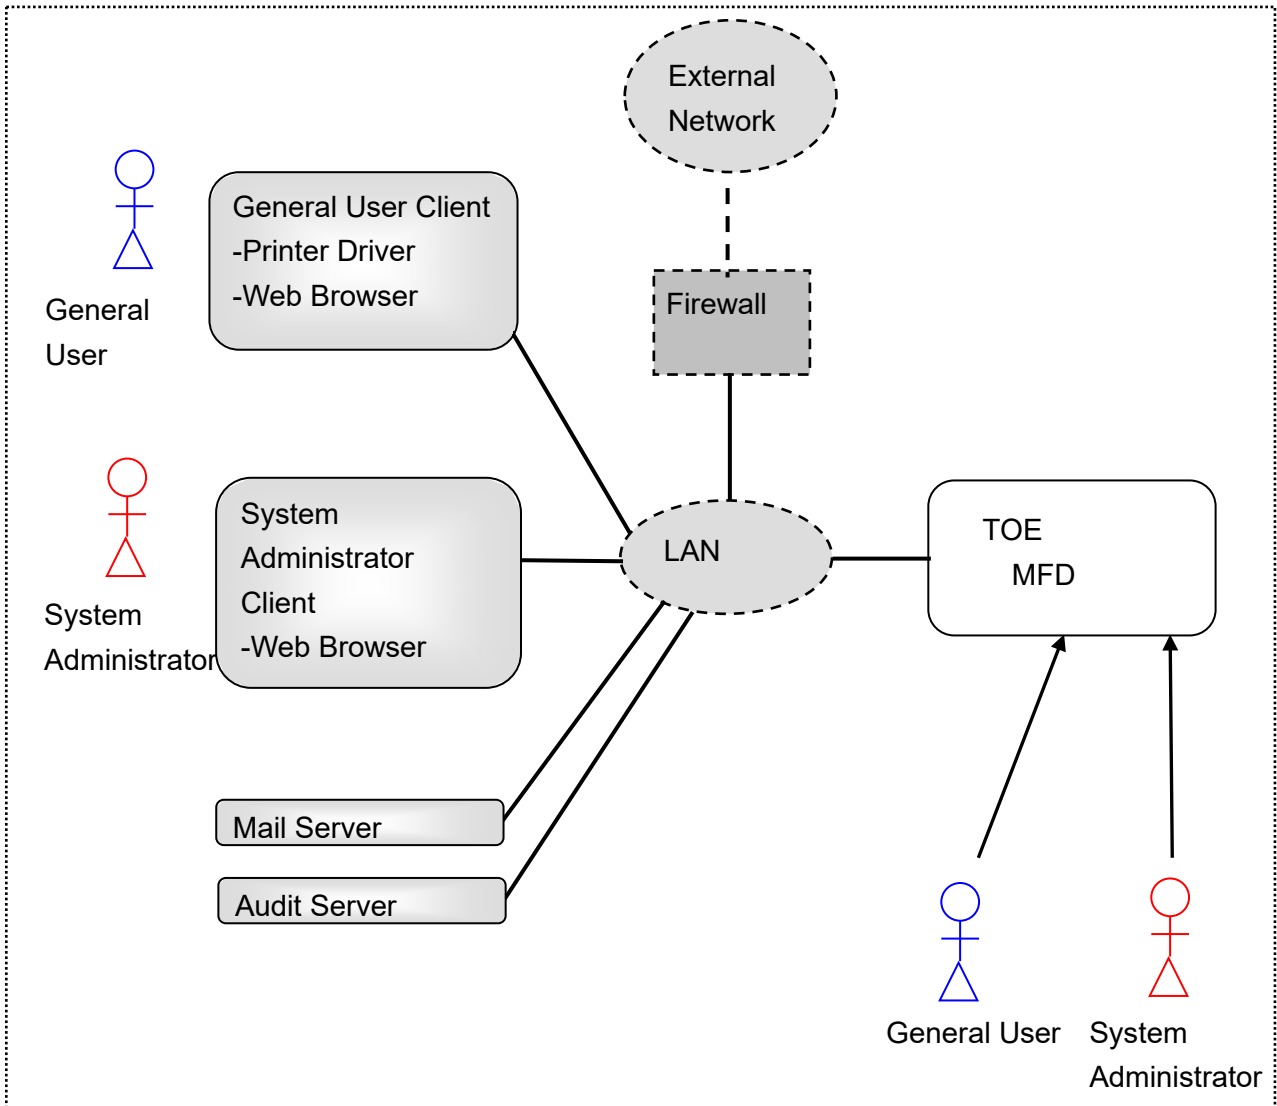 External
Network
General User Client
-Printer Driver
-Web Browser
General
User
Firewall
System
Administrator
Client
-Web Browser
System
Administrator
LAN
TOE
MFD
Mail Server
Audit Server
General User
System
Administrator